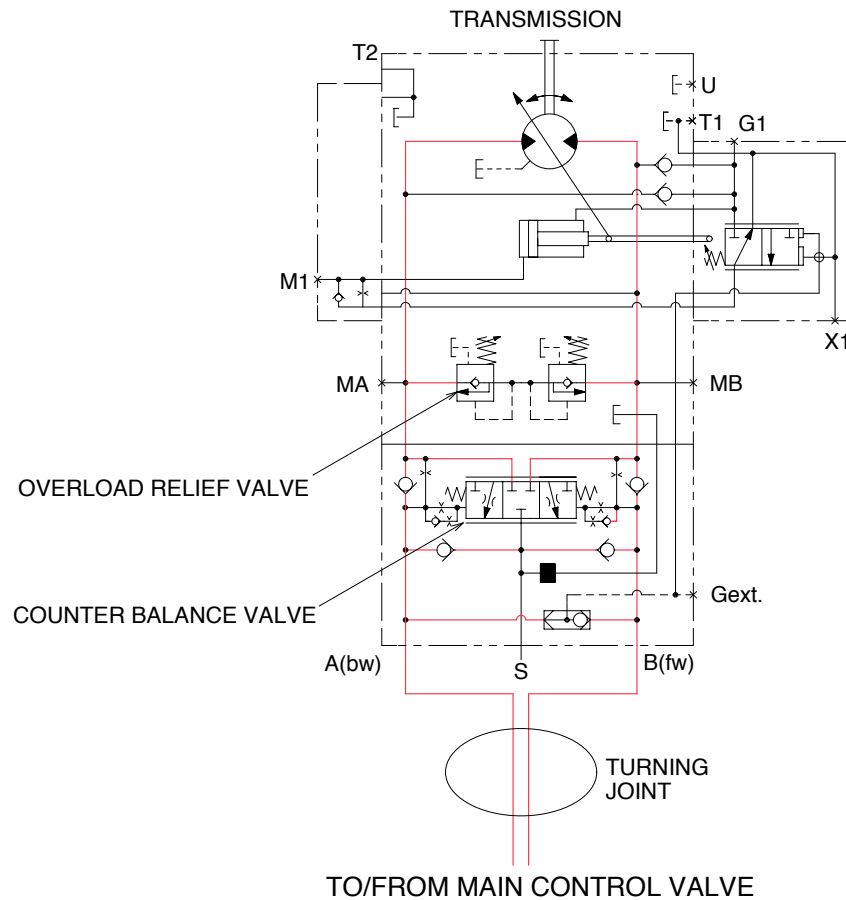 TRANSMISSION
T2
U
T1 G1
M1
X1
MA
MB
OVERLOAD RELIEF VALVE
COUNTER BALANCE VALVE
Gext.
A(bw)
S
B(fw)
TURNING
JOINT
TO/FROM MAIN CONTROL VALVE